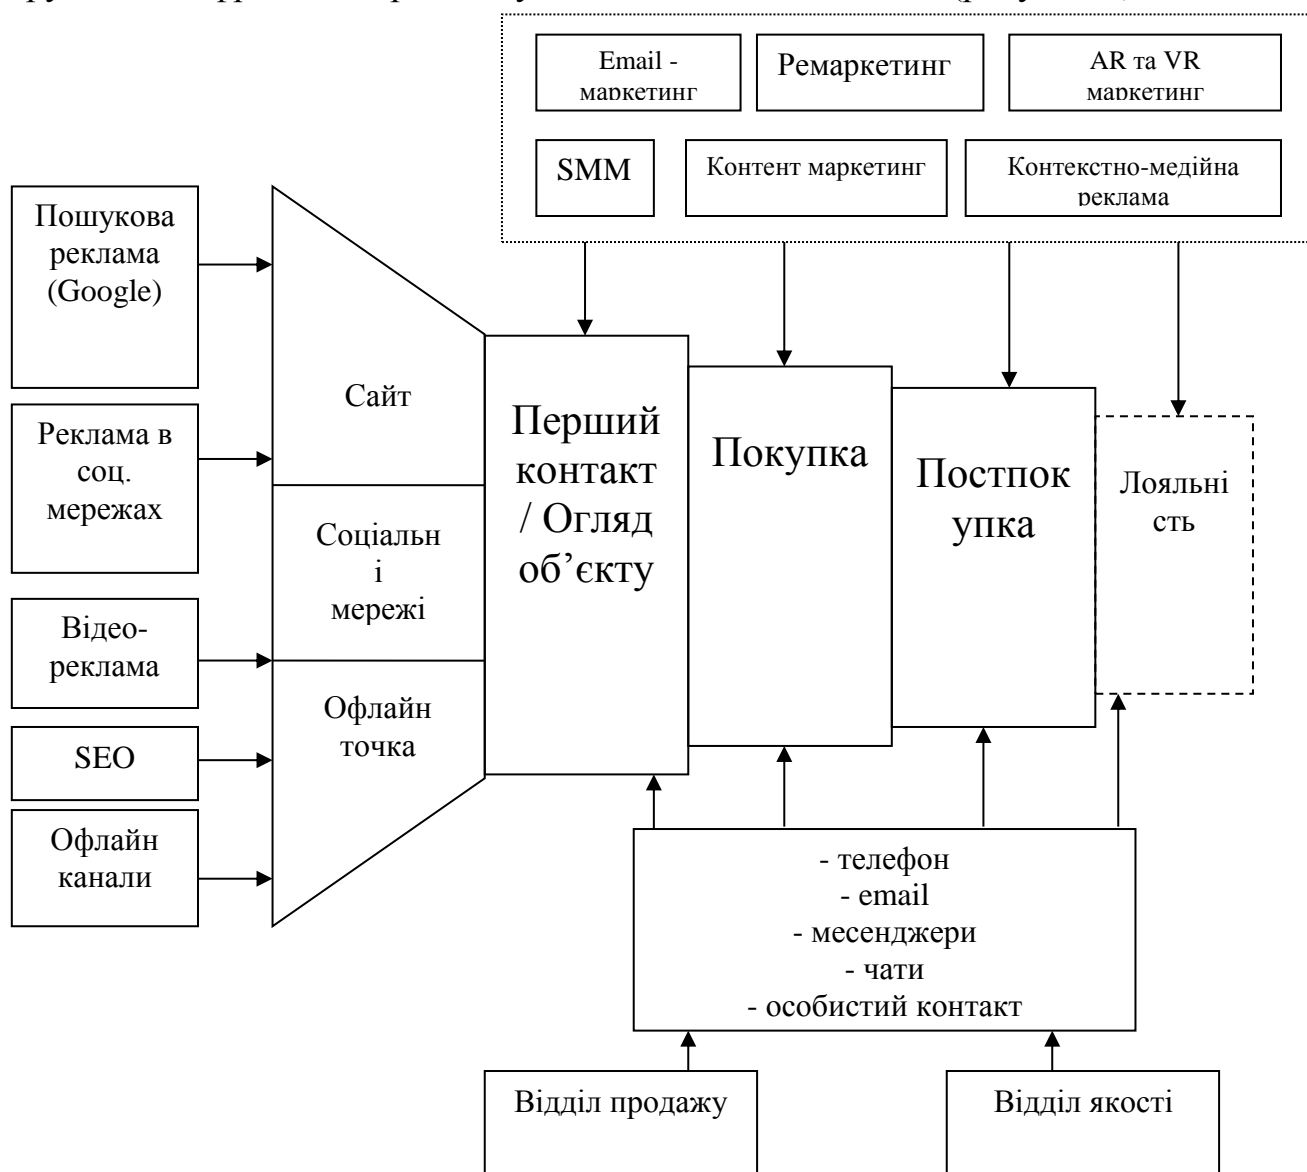 Email -
маркетинг
Ремаркетинг
AR та VR
маркетинг
SMM
Контент маркетинг
Контекстно-медійна
реклама
Пошукова
реклама
(Google)
Реклама в
соц.
мережах
Відео-
реклама
SEO
Офлайн
канали
Сайт
Соціальн
і
мережі
Офлайн
точка
Перший
контакт
/ Огляд
об’єкту
Покупка
Постпок
упка
Лояльні
сть
- телефон
- email
- месенджери
- чати
- особистий контакт
Відділ продажу
Відділ якості